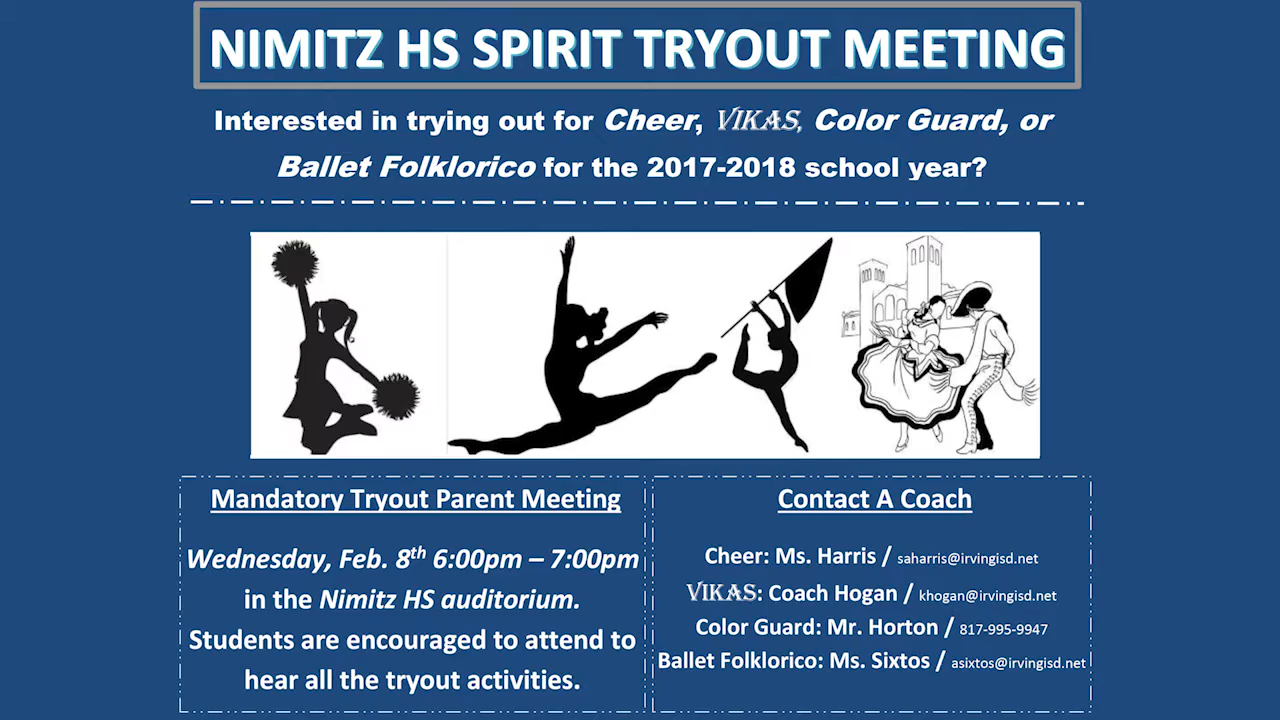 NIMITZ HS SPIRIT TRYOUT MEETING
Interested in trying out for Cheer, VIKAS, Color Guard, or
Ballet Folklorico for the 2017-2018 school year?
Mandatory Tryout Parent Meeting
Wednesday, Feb. 8th 6:00pm – 7:00pm
in the Nimitz HS auditorium.
Students are encouraged to attend to
hear all the tryout activities.
Contact A Coach
Cheer: Ms. Harris / saharris@irvingisd.net
VIKAS: Coach Hogan / khogan@irvingisd.net
Color Guard: Mr. Horton / 817-995-9947
Ballet Folklorico: Ms. Sixtos / asixtos@irvingisd.net